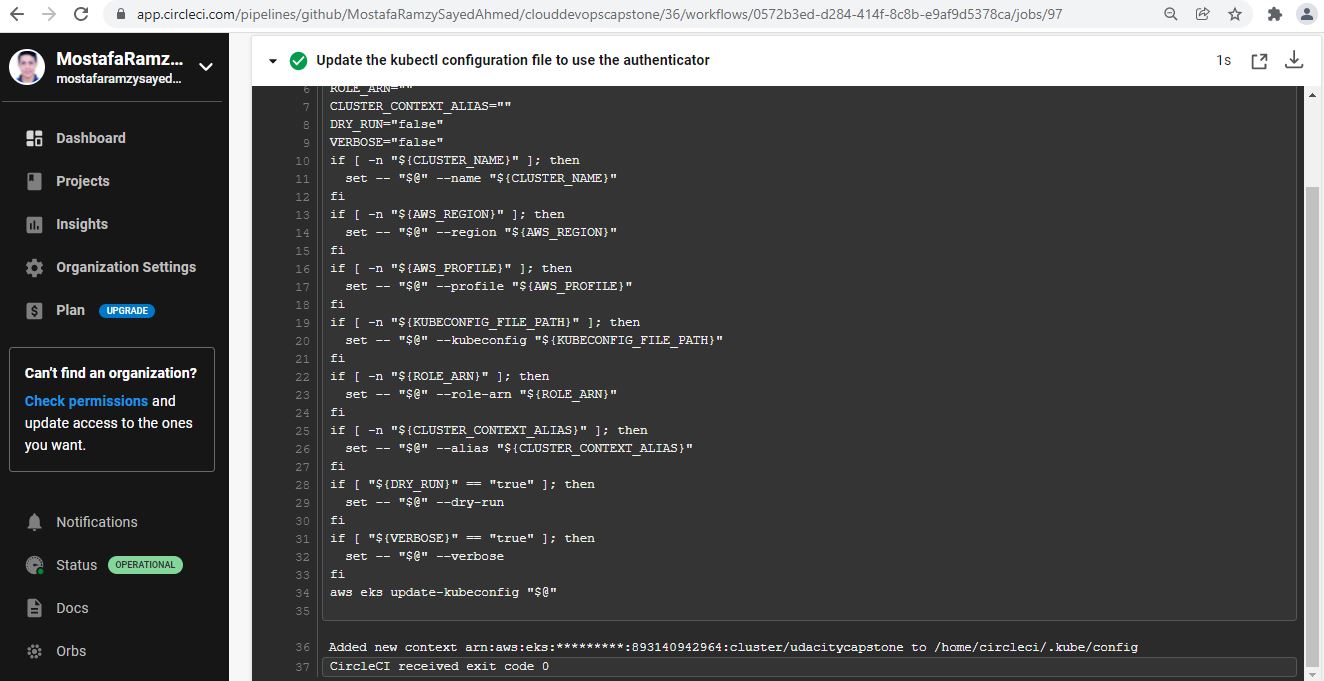 app.circleci.com/pipelines/github/MostafaRamzySayedAhmed/clouddevopscapstone/36/workflows/0572b3ed-d284-414f-8c8b-e9af9d5378ca/jobs/97
MostafaRamz...
mostafaramzysayed...
Dashboard
Projects
Insights
Organization Settings
Plan UPGRADE
Can't find an organization?
Check permissions and
update access to the ones
you want.
Notifications
Status OPERATIONAL
Docs
Orbs
Update the kubectl configuration file to use the authenticator 1s
6 ROLE_ARN=""
7 CLUSTER_CONTEXT_ALIAS=""
8 DRY_RUN="false"
9 VERBOSE="false"
10 if [ -n "${CLUSTER_NAME}" ]; then
11 set -- "$@" --name "${CLUSTER_NAME}"
12 fi
13 if [ -n "${AWS_REGION}" ]; then
14 set -- "$@" --region "${AWS_REGION}"
15 fi
16 if [ -n "${AWS_PROFILE}" ]; then
17 set -- "$@" --profile "${AWS_PROFILE}"
18 fi
19 if [ -n "${KUBECONFIG_FILE_PATH}" ]; then
20 set -- "$@" --kubeconfig "${KUBECONFIG_FILE_PATH}"
21 fi
22 if [ -n "${ROLE_ARN}" ]; then
23 set -- "$@" --role-arn "${ROLE_ARN}"
24 fi
25 if [ -n "${CLUSTER_CONTEXT_ALIAS}" ]; then
26 set -- "$@" --alias "${CLUSTER_CONTEXT_ALIAS}"
27 fi
28 if [ "${DRY_RUN}" == "true" ]; then
29 set -- "$@" --dry-run
30 fi
31 if [ "${VERBOSE}" == "true" ]; then
32 set -- "$@" --verbose
33 fi
34 aws eks update-kubeconfig "$@"
35
36 Added new context arn:aws:eks:*********:893140942964:cluster/udacitycapstone to /home/circleci/.kube/config
37 CircleCI received exit code 0